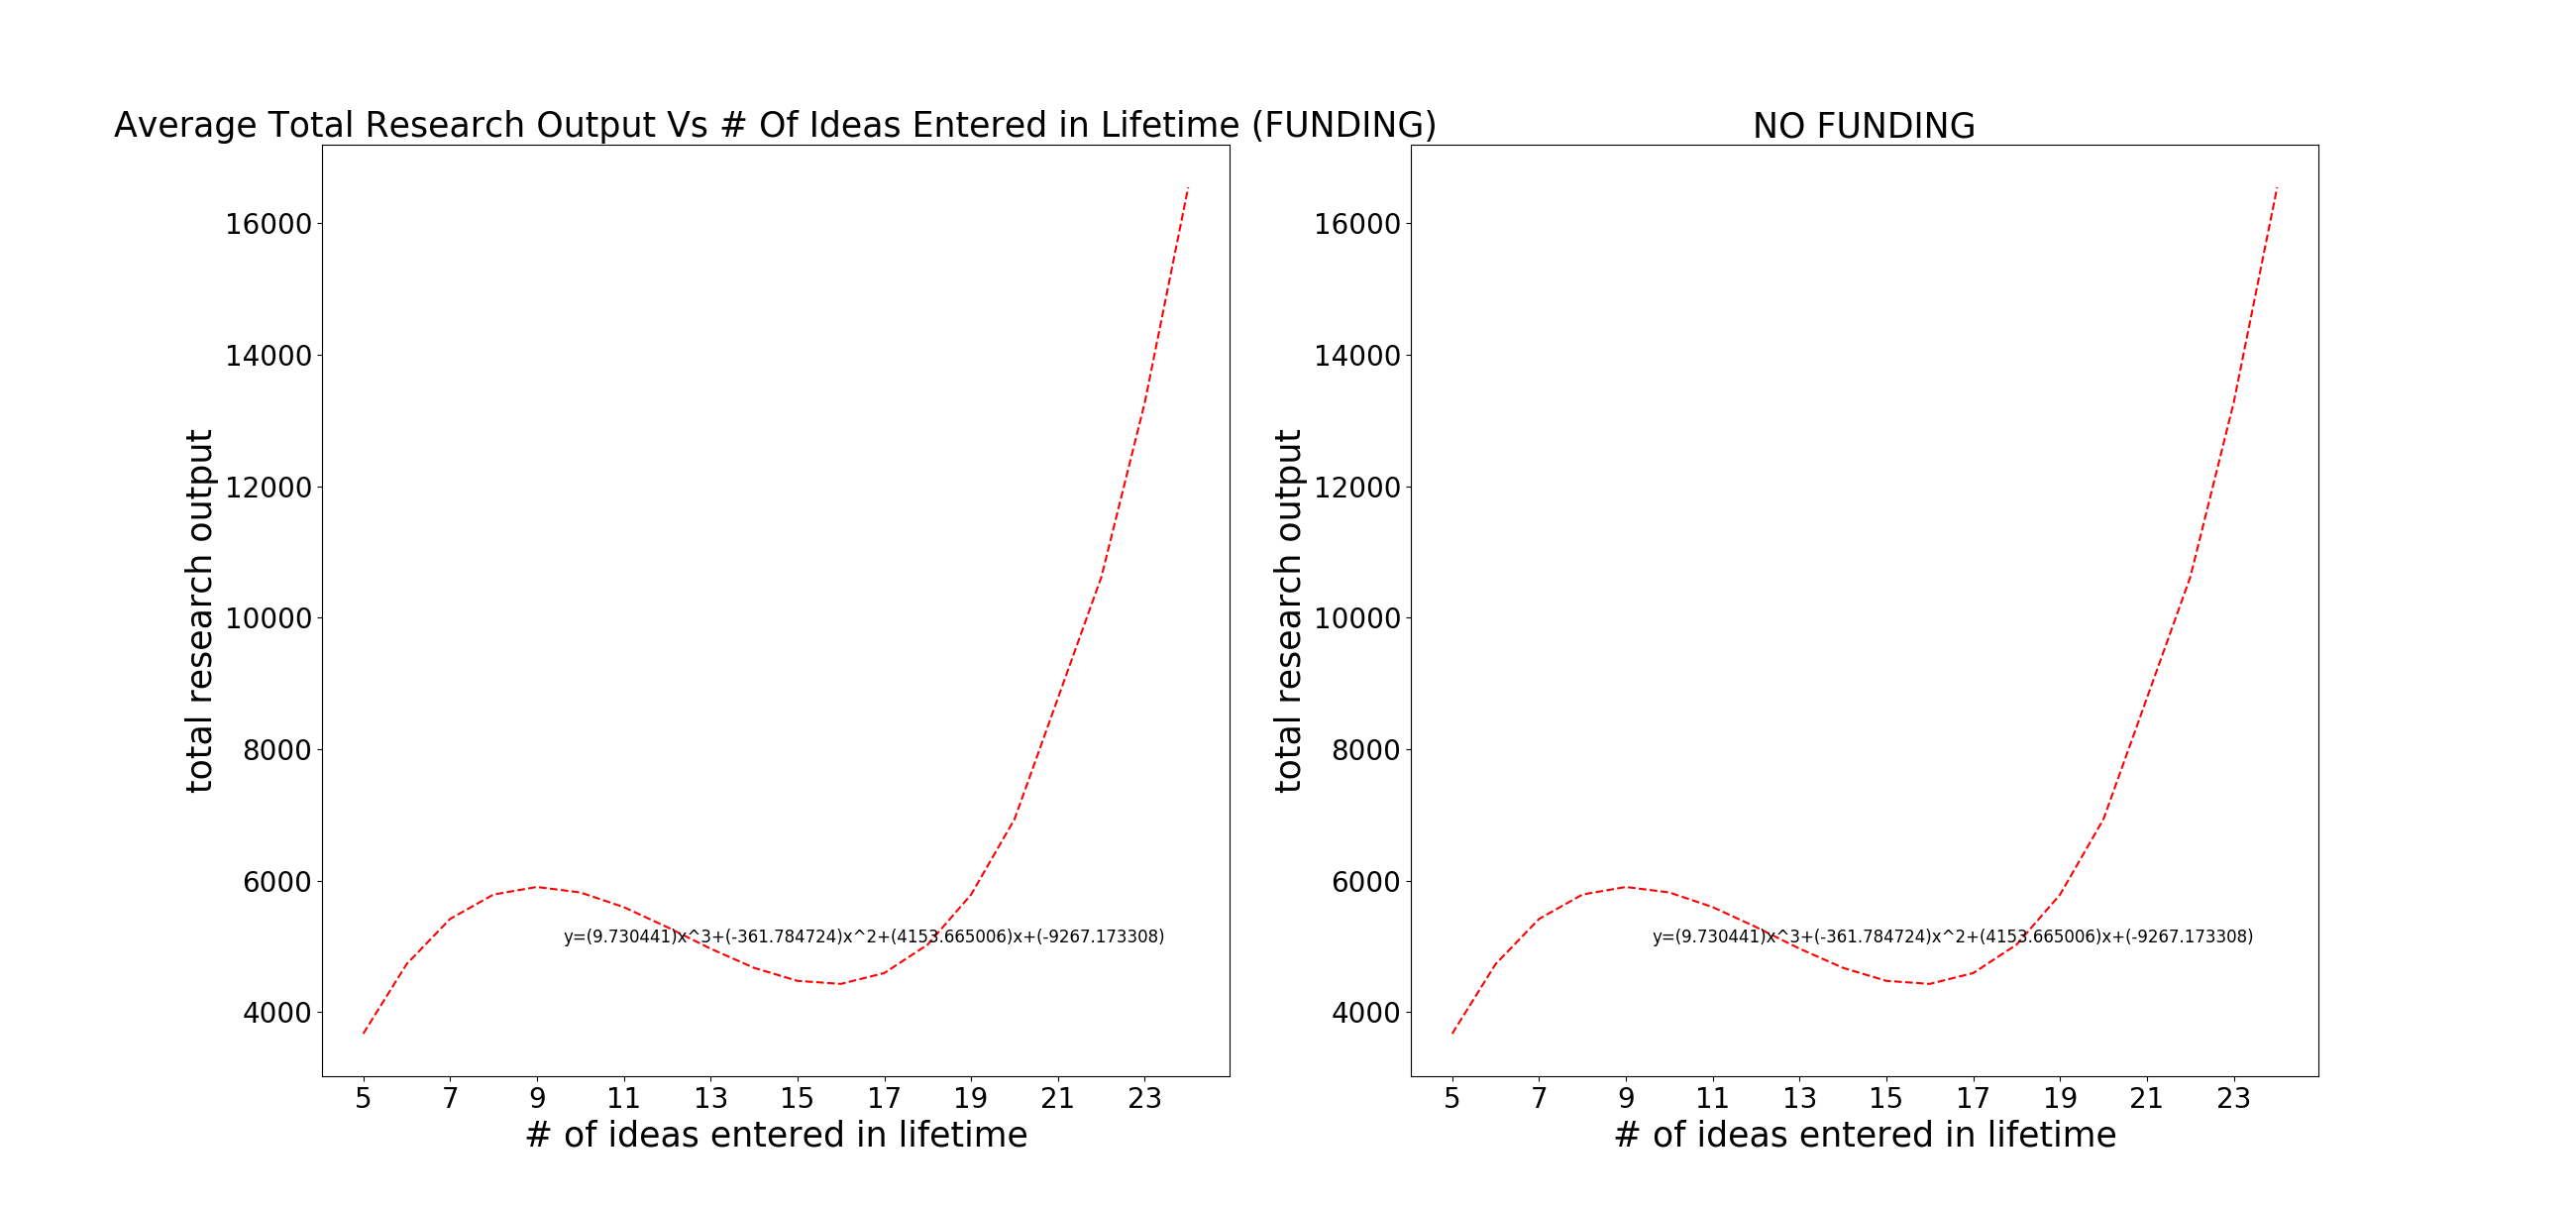 Average Total Research Output Vs # Of Ideas Entered in Lifetime (FUNDING)
16000
14000
12000
10000
8000
6000
4000
total research output
y=(9.730441)x^3+(-361.784724)x^2+(4153.665006)x+(-9267.173308)
5 7 9 11 13 15 17 19 21 23
# of ideas entered in lifetime
NO FUNDING
16000
14000
12000
10000
8000
6000
4000
total research output
y=(9.730441)x^3+(-361.784724)x^2+(4153.665006)x+(-9267.173308)
5 7 9 11 13 15 17 19 21 23
# of ideas entered in lifetime